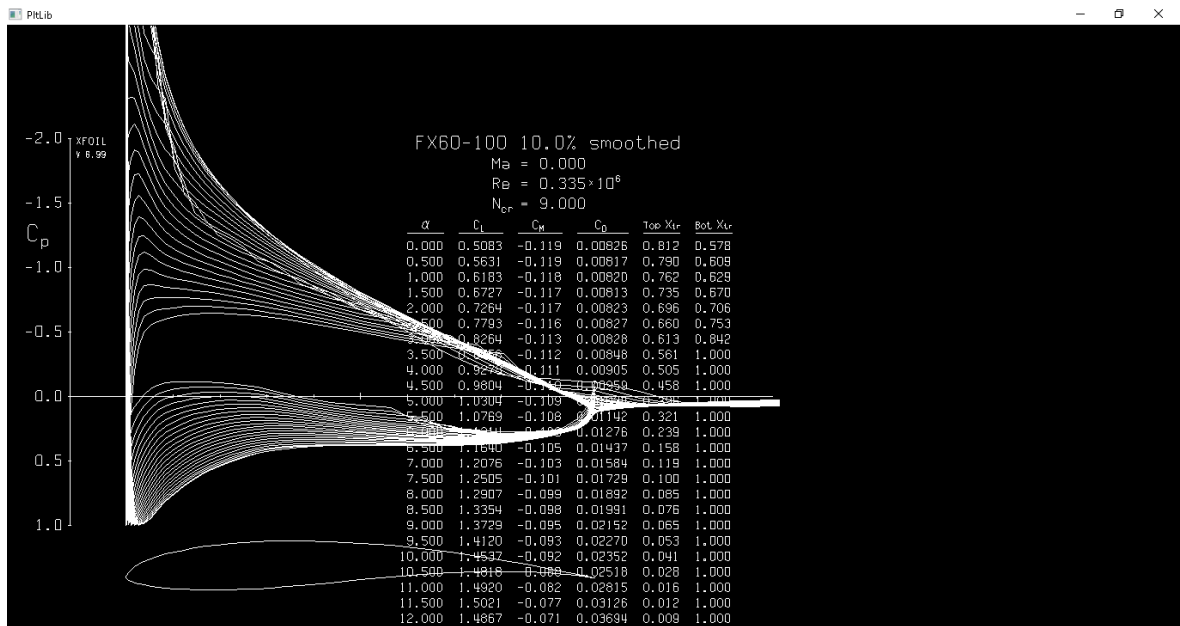 PltLib
-2.0
XFOIL
V 6.99
-1.5
Cp
-1.0
-0.5
0.0
0.5
1.0
FX60-100 10.0% smoothed
Ma = 0.000
Re = 0.335×10⁶
Ncr = 9.000
α CL CM CD Top Xtr Bot Xtr
0.000 0.5083 -0.119 0.00826 0.812 0.578
0.500 0.5631 -0.119 0.00817 0.790 0.609
1.000 0.6183 -0.118 0.00820 0.762 0.629
1.500 0.6727 -0.117 0.00813 0.735 0.670
2.000 0.7264 -0.117 0.00823 0.696 0.706
0.7793 -0.116 0.00827 0.660 0.753
0.8264 -0.113 0.00828 0.613 0.842
3.500 -0.112 0.00848 0.561 1.000
4.000 -0.111 0.00905 0.505 1.000
4.500 0.9804 0.00959 0.458 1.000
5.000 1.0304 -0.109
5.500 1.0769 -0.108 0.01142 0.321 1.000
0.01276 0.239 1.000
6.500 1.1640 -0.105 0.01437 0.158 1.000
7.000 1.2076 -0.103 0.01584 0.119 1.000
7.500 1.2505 -0.101 0.01729 0.100 1.000
8.000 1.2907 -0.099 0.01892 0.085 1.000
8.500 1.3354 -0.098 0.01991 0.076 1.000
9.000 1.3729 -0.095 0.02152 0.065 1.000
9.500 1.4120 -0.093 0.02270 0.053 1.000
10.000 1.4537 -0.092 0.02352 0.041 1.000
10.500 1.4818 0.02518 0.028 1.000
11.000 1.4920 -0.082 0.02815 0.016 1.000
11.500 1.5021 -0.077 0.03126 0.012 1.000
12.000 1.4867 -0.071 0.03694 0.009 1.000